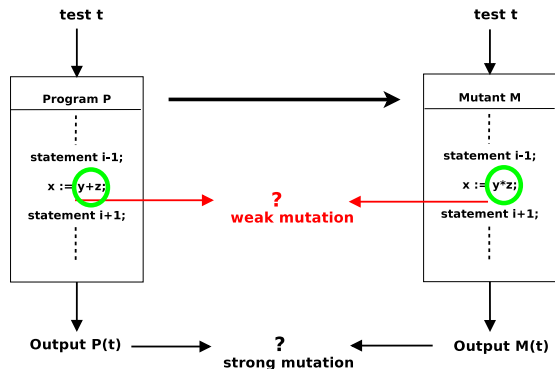 test t
test t
Program P
Mutant M
statement i-1;
x := y+z;
statement i+1;
statement i-1;
x := y*z;
statement i+1;
?
weak mutation
Output P(t)
?
strong mutation
Output M(t)